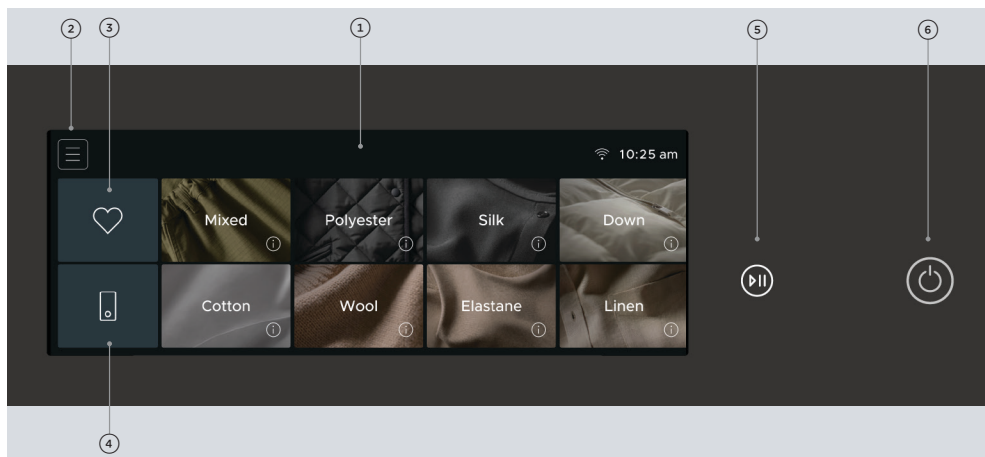 2 3 1 5 6
10:25 am
Mixed Polyester Silk Down
Cotton Wool Elastane Linen
4